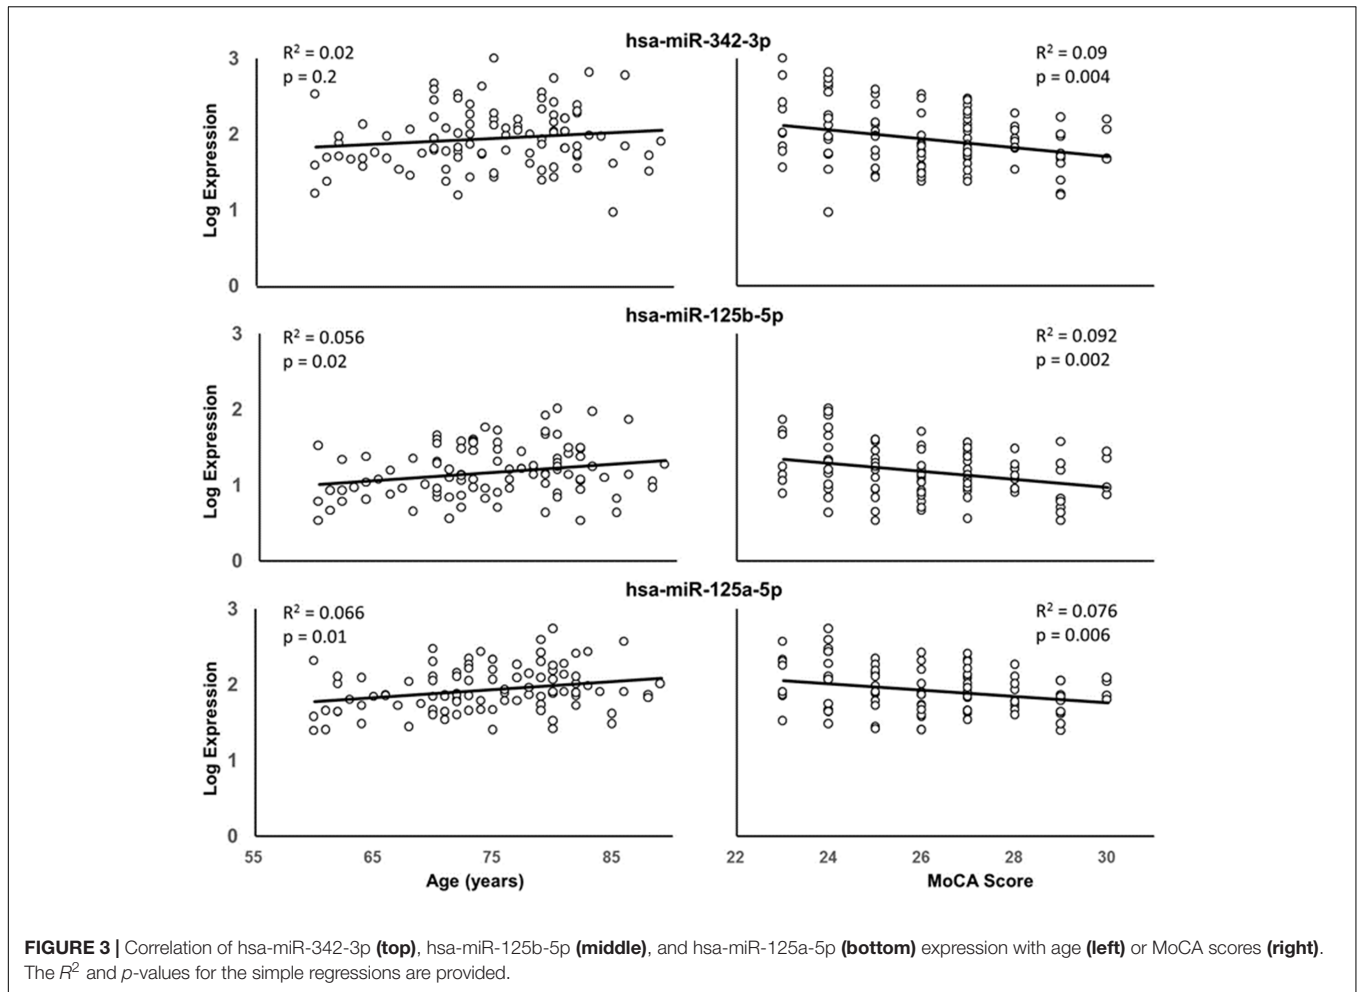 hsa-miR-342-3p
R² = 0.02
p = 0.2
R² = 0.09
p = 0.004
3
2
1
0
Log Expression
hsa-miR-125b-5p
R² = 0.056
p = 0.02
R² = 0.092
p = 0.002
3
2
1
0
Log Expression
hsa-miR-125a-5p
R² = 0.066
p = 0.01
R² = 0.076
p = 0.006
3
2
1
0
Log Expression
55 65 75 85
Age (years)
22 24 26 28 30
MoCA Score
FIGURE 3 | Correlation of hsa-miR-342-3p (top), hsa-miR-125b-5p (middle), and hsa-miR-125a-5p (bottom) expression with age (left) or MoCA scores (right).
The R² and p-values for the simple regressions are provided.